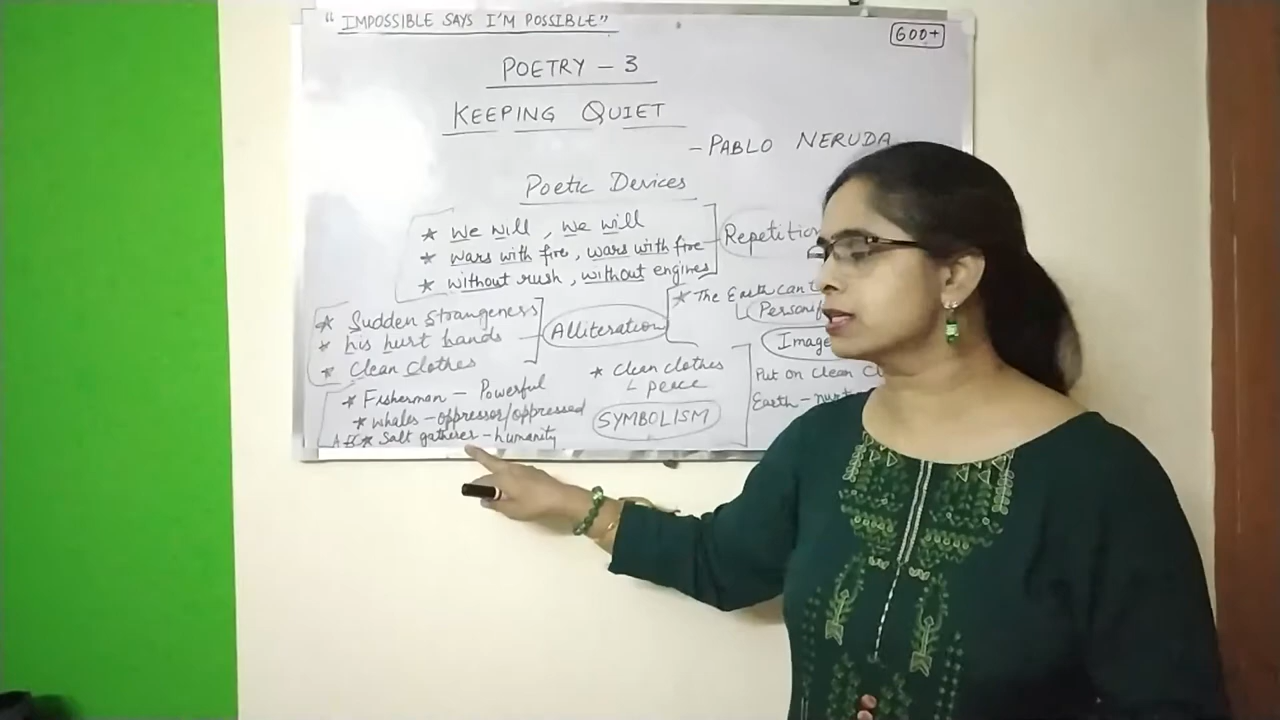 “IMPOSSIBLE SAYS I'M POSSIBLE”
600+
POETRY – 3
KEEPING QUIET
– PABLO NERUDA
Poetic Devices
* We will, We will
* wars with fire, wars with fire
* without rush, without engines
Repetition
* Sudden Strangeness
* his hurt hands
* Clean clothes
Alliteration
* The Earth can t
Personif
Image
Put on Clean Cl
Earth –
* Fisherman – Powerful
* whales – oppressor/oppressed
* Salt gatherer – humanity
* Clean clothes
peace
SYMBOLISM